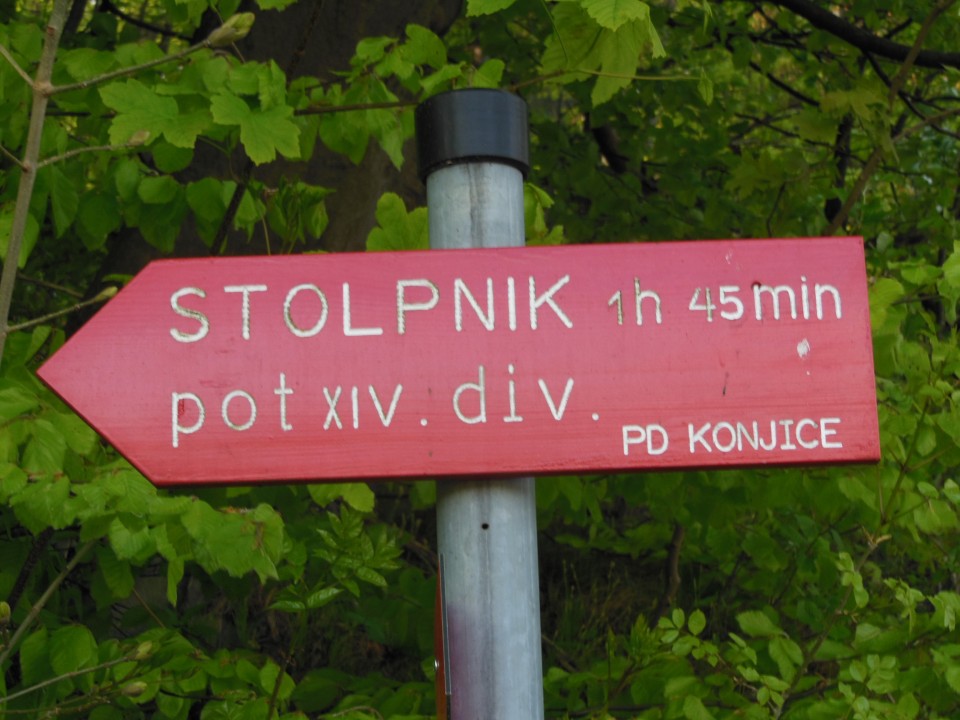 STOLPNIK 1h 45min
pot XIV. div.
PD KONJICE